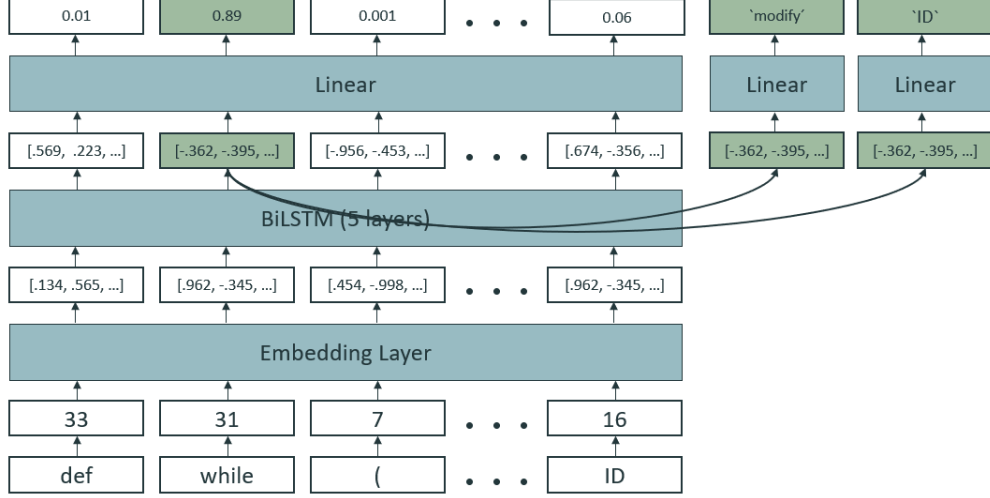 0.01 0.89 0.001 • • • 0.06 `modify´ `ID`
Linear Linear Linear
[.569, .223, ...] [-.362, -.395, ...] [-.956, -.453, ...] • • • [.674, -.356, ...] [-.362, -.395, ...] [-.362, -.395, ...]
BiLSTM (5 layers)
[.134, .565, ...] [.962, -.345, ...] [.454, -.998, ...] • • • [.962, -.345, ...]
Embedding Layer
33 31 7 • • • 16
def while ( • • • ID